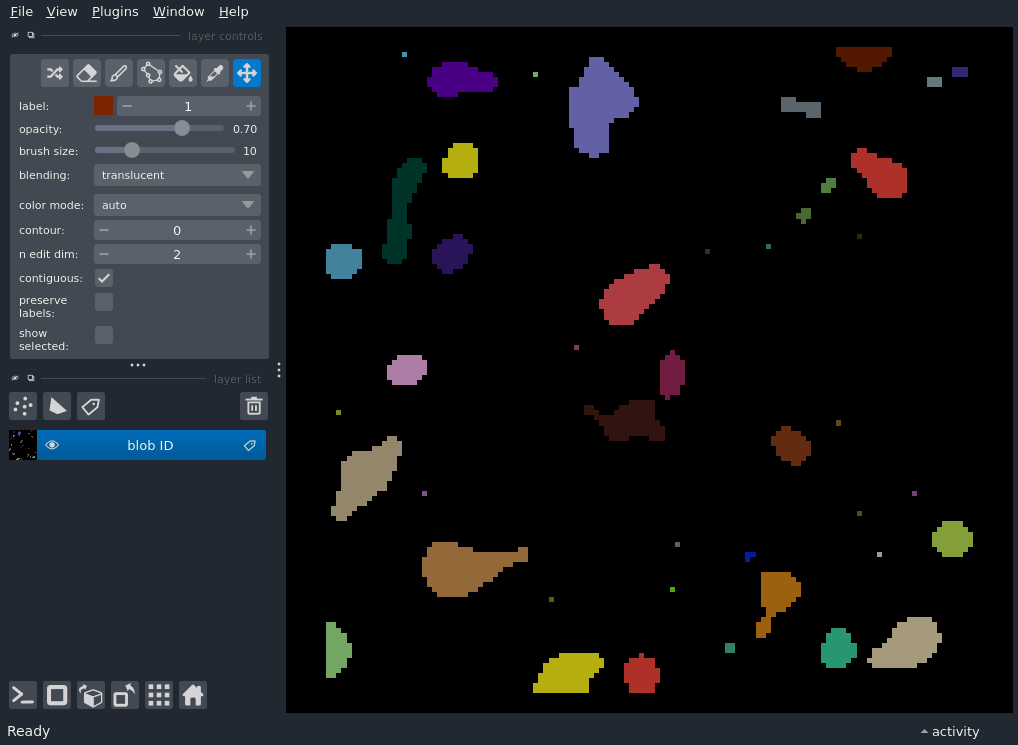 File View Plugins Window Help
layer controls
label: 1
opacity: 0.70
brush size: 10
blending: translucent
color mode: auto
contour: 0
n edit dim: 2
contiguous:
preserve
labels:
show
selected:
layer list
blob ID
Ready
activity